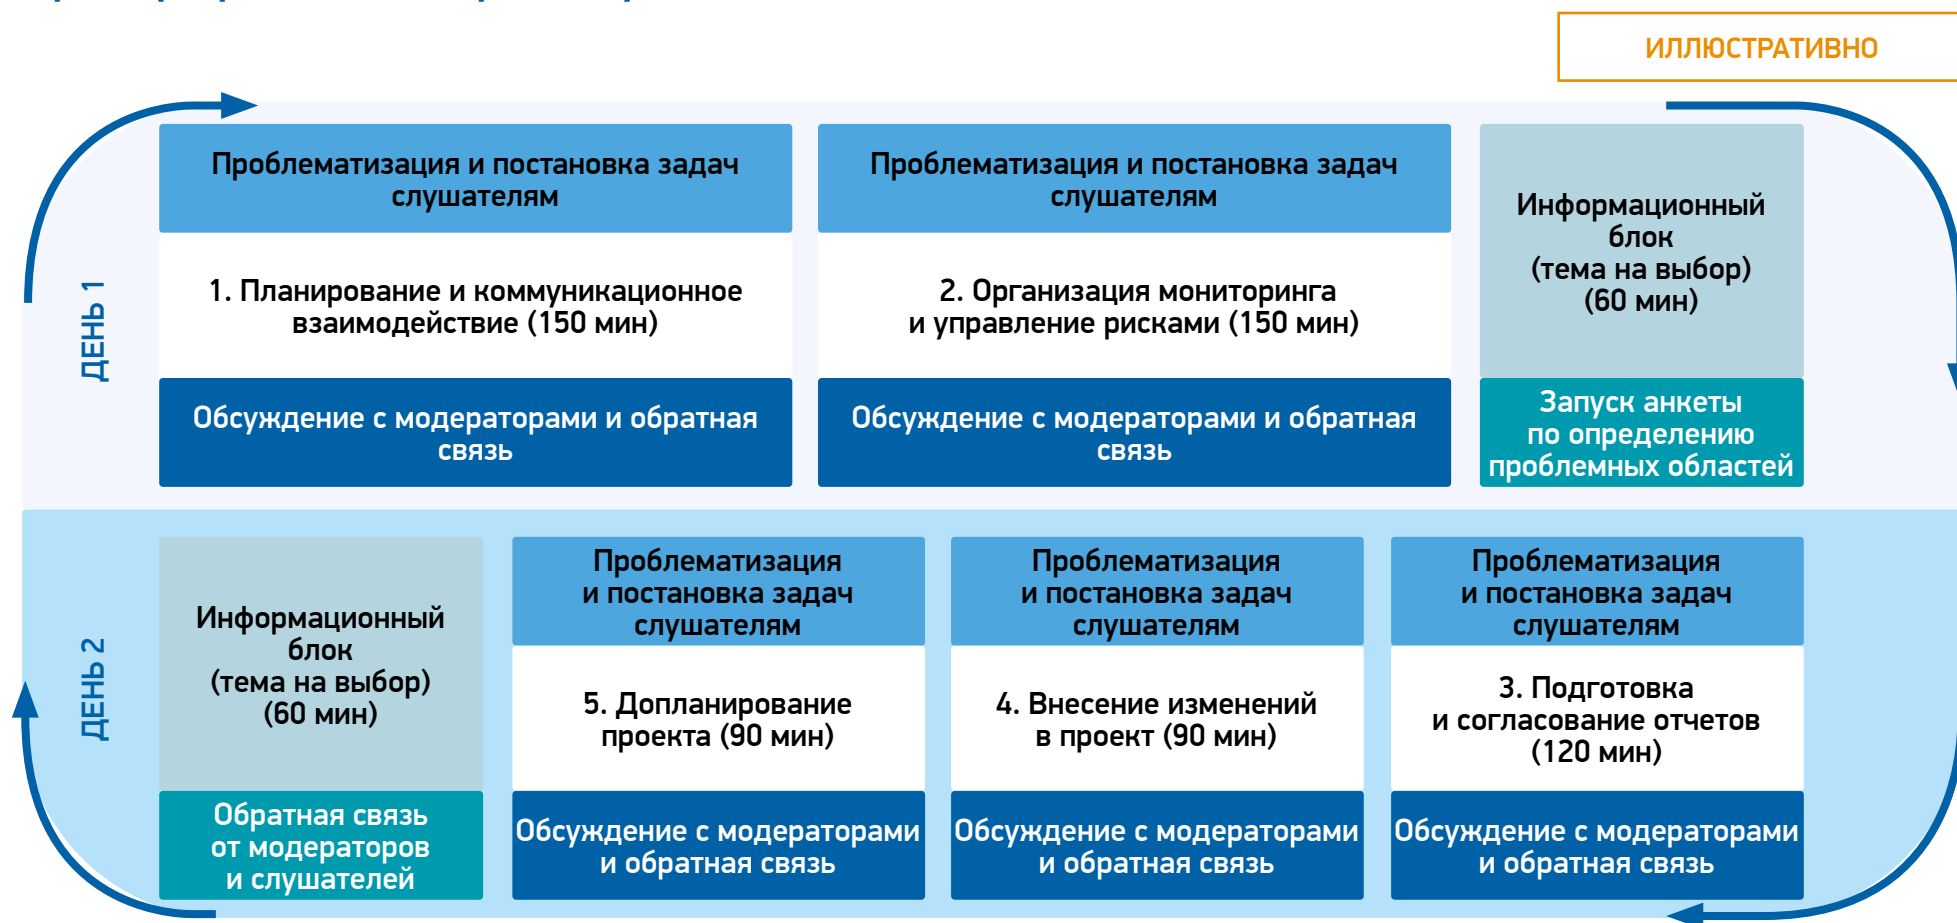 ИЛЛЮСТРАТИВНО
ДЕНЬ 1
Проблематизация и постановка задач
слушателям
1. Планирование и коммуникационное
взаимодействие (150 мин)
Обсуждение с модераторами и обратная
связь
Проблематизация и постановка задач
слушателям
2. Организация мониторинга
и управление рисками (150 мин)
Обсуждение с модераторами и обратная
связь
Информационный
блок
(тема на выбор)
(60 мин)
Запуск анкеты
по определению
проблемных областей
ДЕНЬ 2
Информационный
блок
(тема на выбор)
(60 мин)
Обратная связь
от модераторов
и слушателей
Проблематизация
и постановка задач
слушателям
5. Допланирование
проекта (90 мин)
Обсуждение с модераторами
и обратная связь
Проблематизация
и постановка задач
слушателям
4. Внесение изменений
в проект (90 мин)
Обсуждение с модераторами
и обратная связь
Проблематизация
и постановка задач
слушателям
3. Подготовка
и согласование отчетов
(120 мин)
Обсуждение с модераторами
и обратная связь